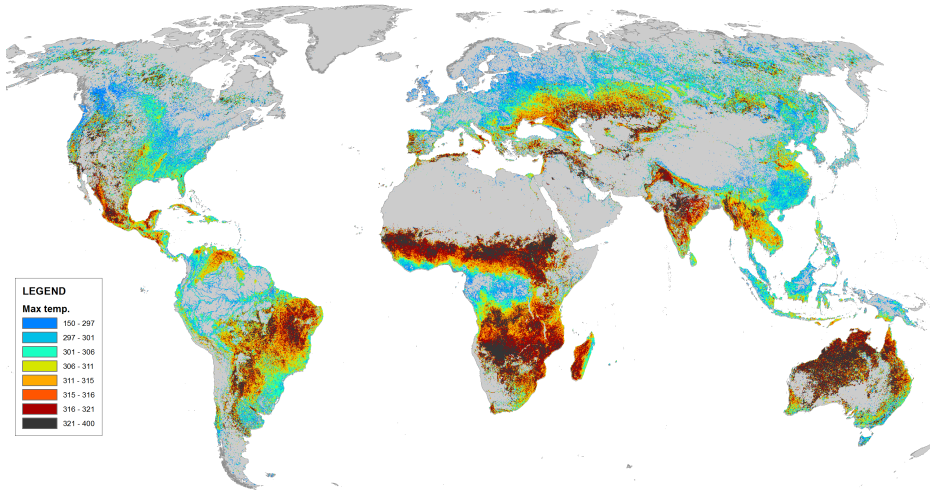 LEGEND
Max temp.
150 - 297
297 - 301
301 - 306
306 - 311
311 - 315
315 - 316
316 - 321
321 - 400